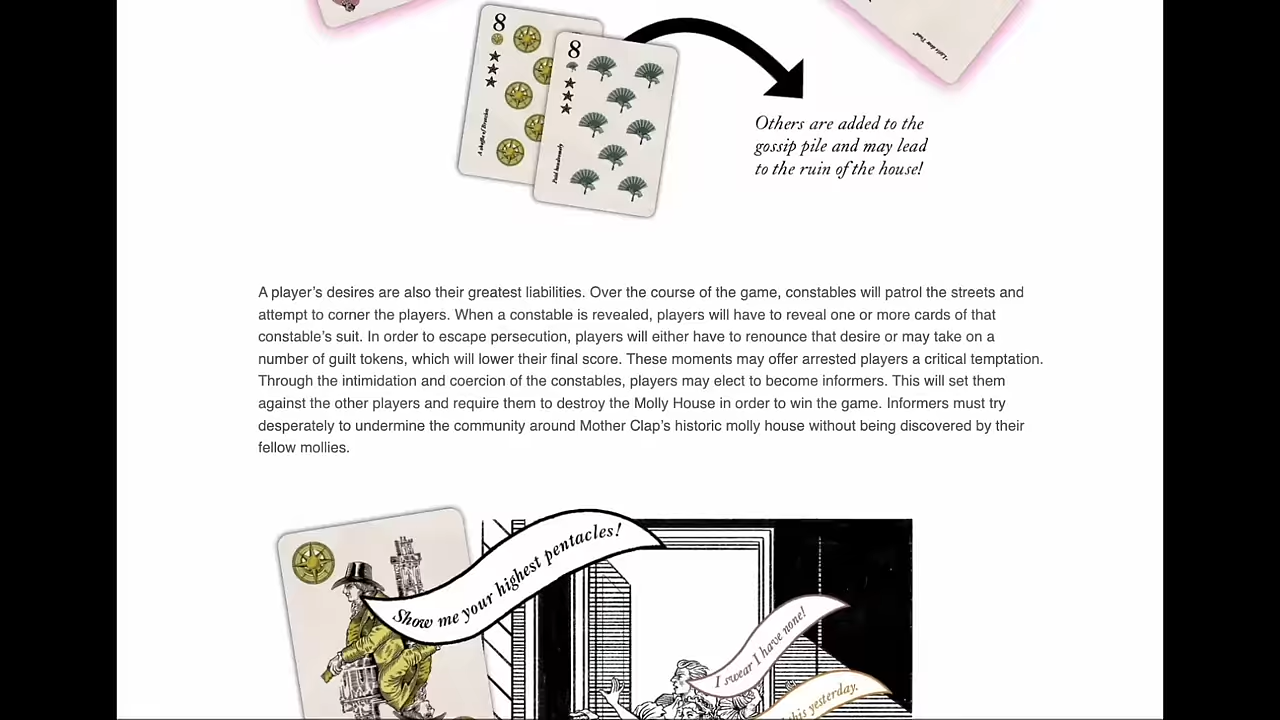 "Little dear Fool"
8
8
A shuffle of Breeches
Paid handsomely
Others are added to the
gossip pile and may lead
to the ruin of the house!
A player’s desires are also their greatest liabilities. Over the course of the game, constables will patrol the streets and
attempt to corner the players. When a constable is revealed, players will have to reveal one or more cards of that
constable’s suit. In order to escape persecution, players will either have to renounce that desire or may take on a
number of guilt tokens, which will lower their final score. These moments may offer arrested players a critical temptation.
Through the intimidation and coercion of the constables, players may elect to become informers. This will set them
against the other players and require them to destroy the Molly House in order to win the game. Informers must try
desperately to undermine the community around Mother Clap’s historic molly house without being discovered by their
fellow mollies.
Show me your highest pentacles!
I swear I have none!
this yesterday.